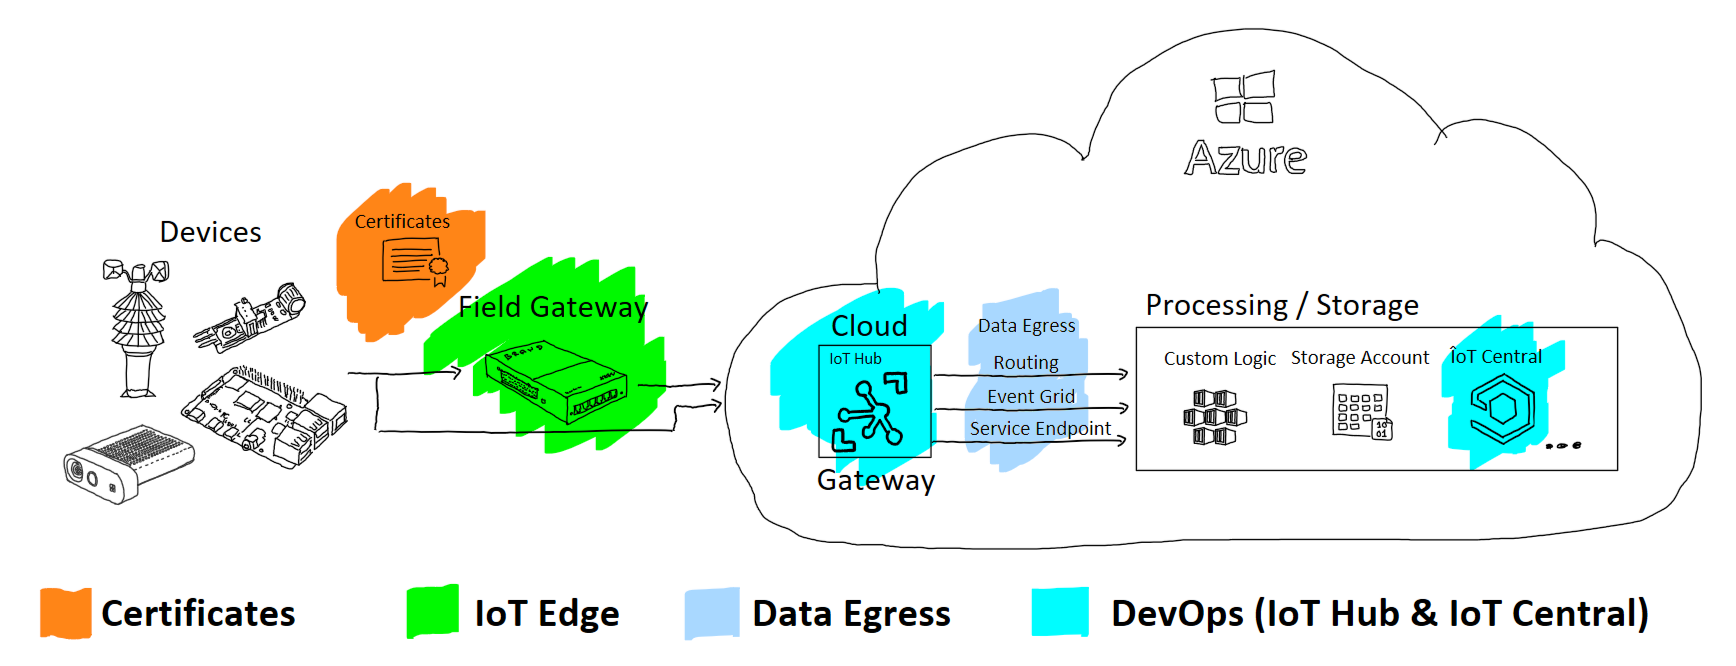 Azure
Devices
Certificates
Field Gateway
Cloud
IoT Hub
Gateway
Data Egress
Routing
Event Grid
Service Endpoint
Processing / Storage
Custom Logic
Storage Account
10
01
IoT Central
...
Certificates
IoT Edge
Data Egress
DevOps (IoT Hub & IoT Central)